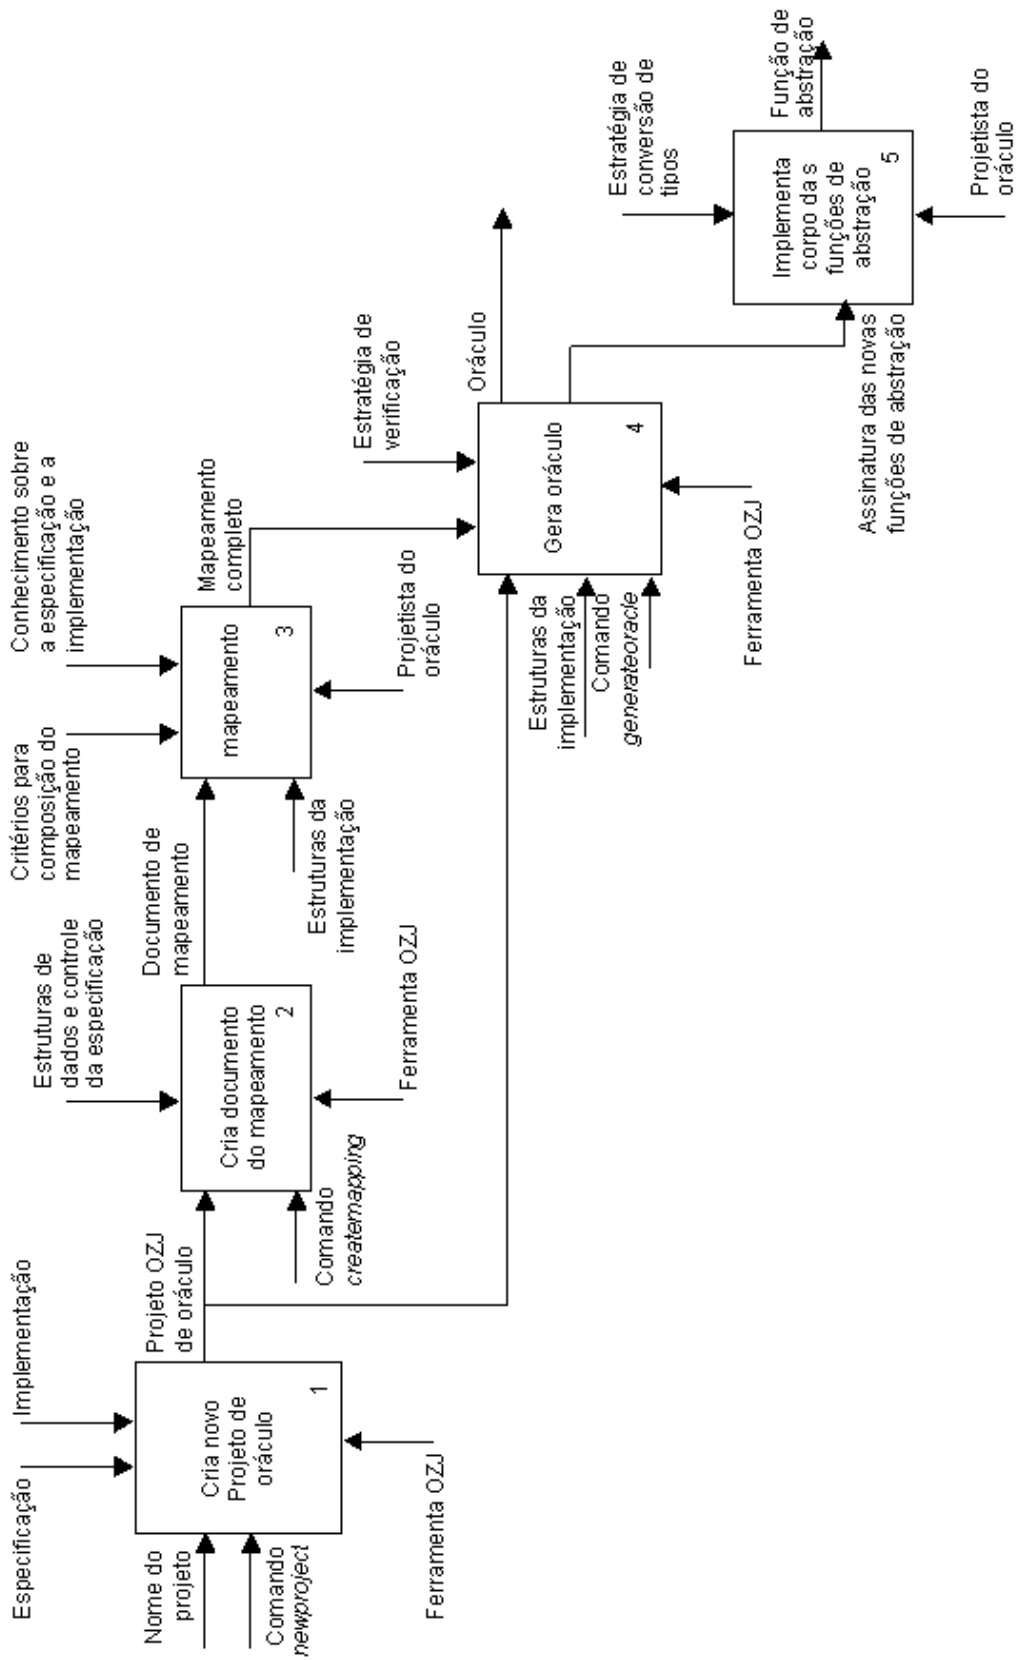 Especificação
Implementação
Nome do
projeto
Comando
newproject
Cria novo
Projeto de
oráculo
1
Ferramenta OZJ
Projeto OZJ
de oráculo
Estruturas de
dados e controle
da especificação
Comando
createmapping
Cria documento
do mapeamento
2
Ferramenta OZJ
Documento de
mapeamento
Critérios para
composição do
mapeamento
Conhecimento sobre
a especificação e a
implementação
Estruturas da
implementação
mapeamento
3
Projetista do
oráculo
Mapeamento
completo
Estratégia de
verificação
Estruturas da
implementação
Comando
generateoracle
Gera oráculo
4
Ferramenta OZJ
Oráculo
Assinatura das novas
funções de abstração
Estratégia de
conversão de
tipos
Implementa
corpo das
funções de
abstração
5
Projetista do
oráculo
Função de
abstração